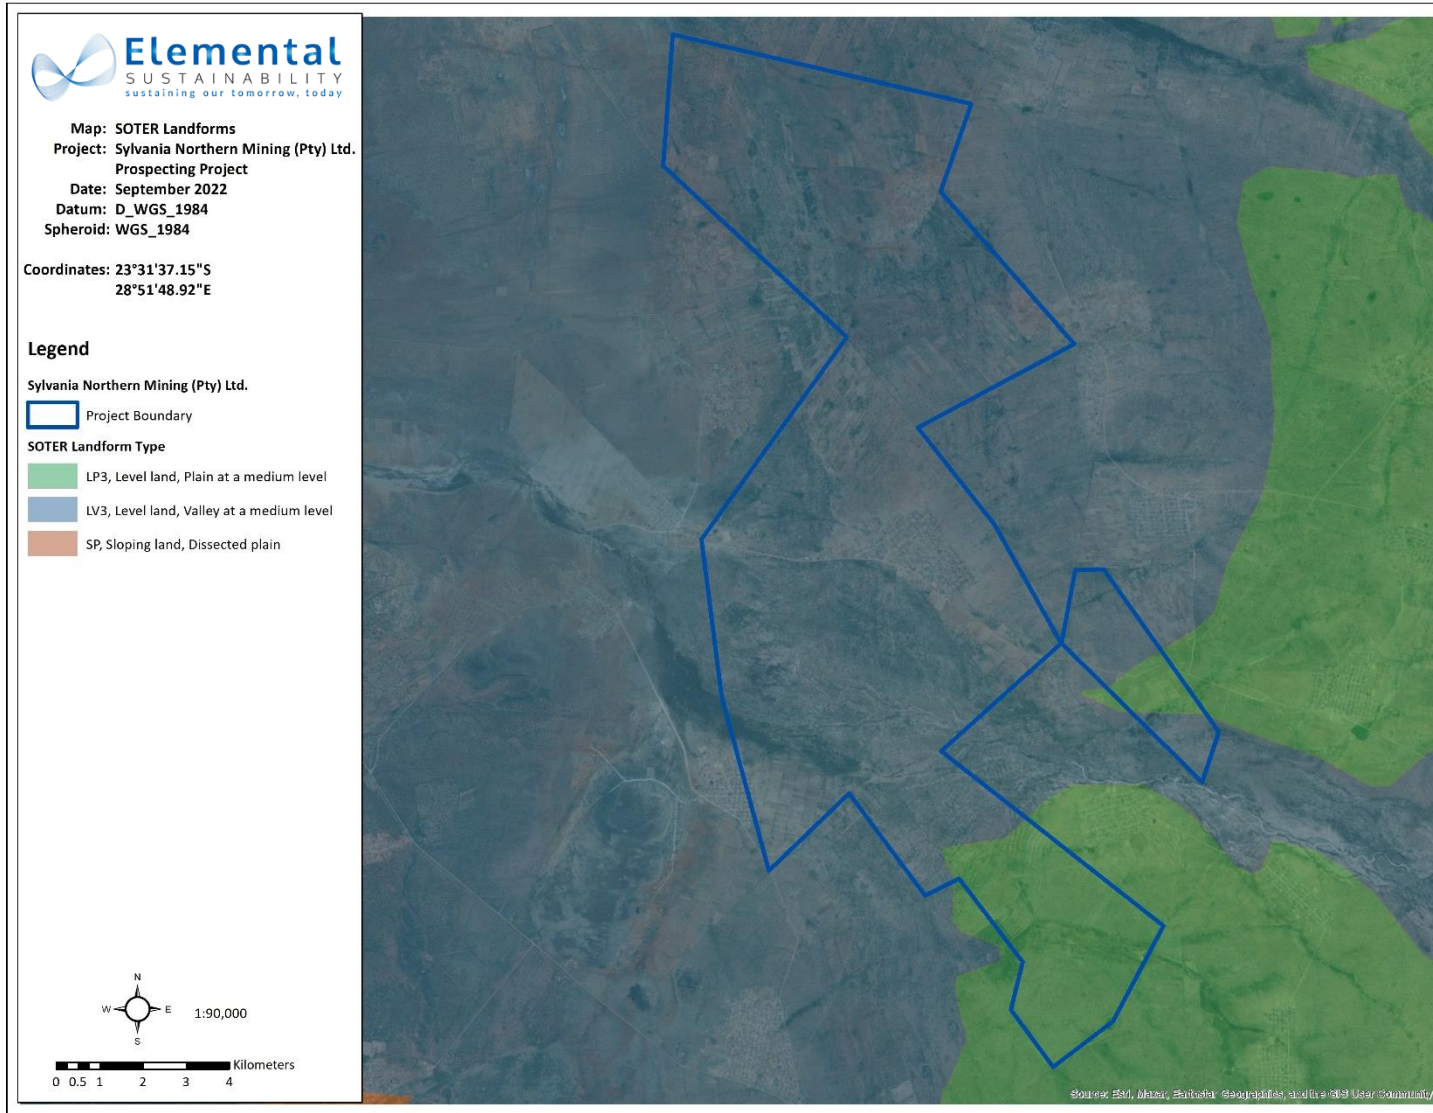 Elemental
SUSTAINABILITY
sustaining our tomorrow, today
Map: SOTER Landforms
Project: Sylvania Northern Mining (Pty) Ltd.
Prospecting Project
Date: September 2022
Datum: D_WGS_1984
Spheroid: WGS_1984
Coordinates: 23°31'37.15"S
28°51'48.92"E
Legend
Sylvania Northern Mining (Pty) Ltd.
Project Boundary
SOTER Landform Type
LP3, Level land, Plain at a medium level
LV3, Level land, Valley at a medium level
SP, Sloping land, Dissected plain
N
W E 1:90,000
S
Kilometers
0 0.5 1 2 3 4
Source: Esri, Maxar, Earthstar Geographics, and the GIS User Community